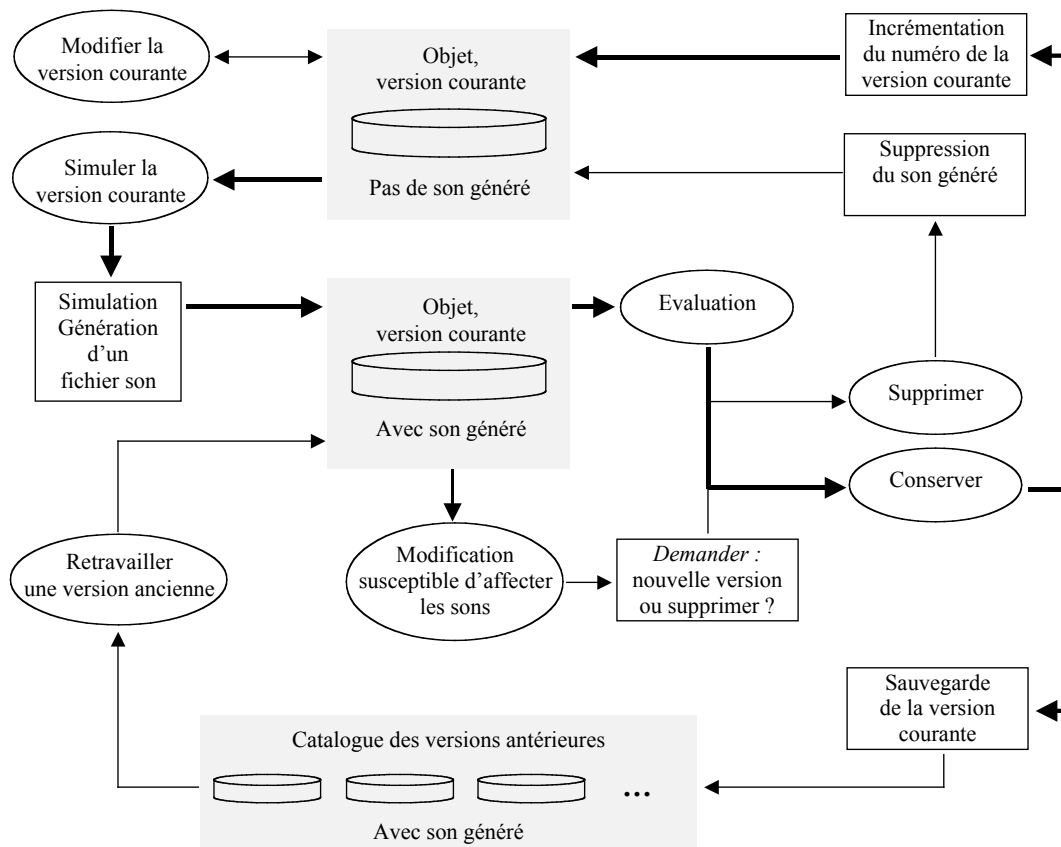 Modifier la
version courante
Objet,
version courante
Pas de son généré
Incrémentation
du numéro de la
version courante
Simuler la
version courante
Suppression
du son généré
Simulation
Génération
d’un
fichier son
Objet,
version courante
Avec son généré
Evaluation
Supprimer
Conserver
Retravailler
une version ancienne
Modification
susceptible d’affecter
les sons
Demander :
nouvelle version
ou supprimer ?
Sauvegarde
de la version
courante
Catalogue des versions antérieures
...
Avec son généré